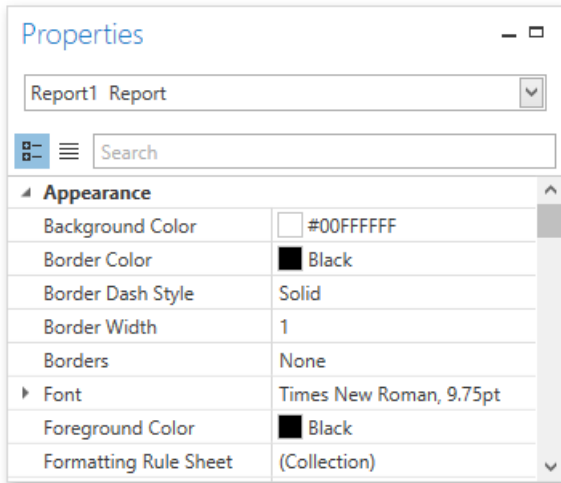 Properties
Report1 Report
Search
Appearance
Background Color #00FFFFFF
Border Color Black
Border Dash Style Solid
Border Width 1
Borders None
Font Times New Roman, 9.75pt
Foreground Color Black
Formatting Rule Sheet (Collection)